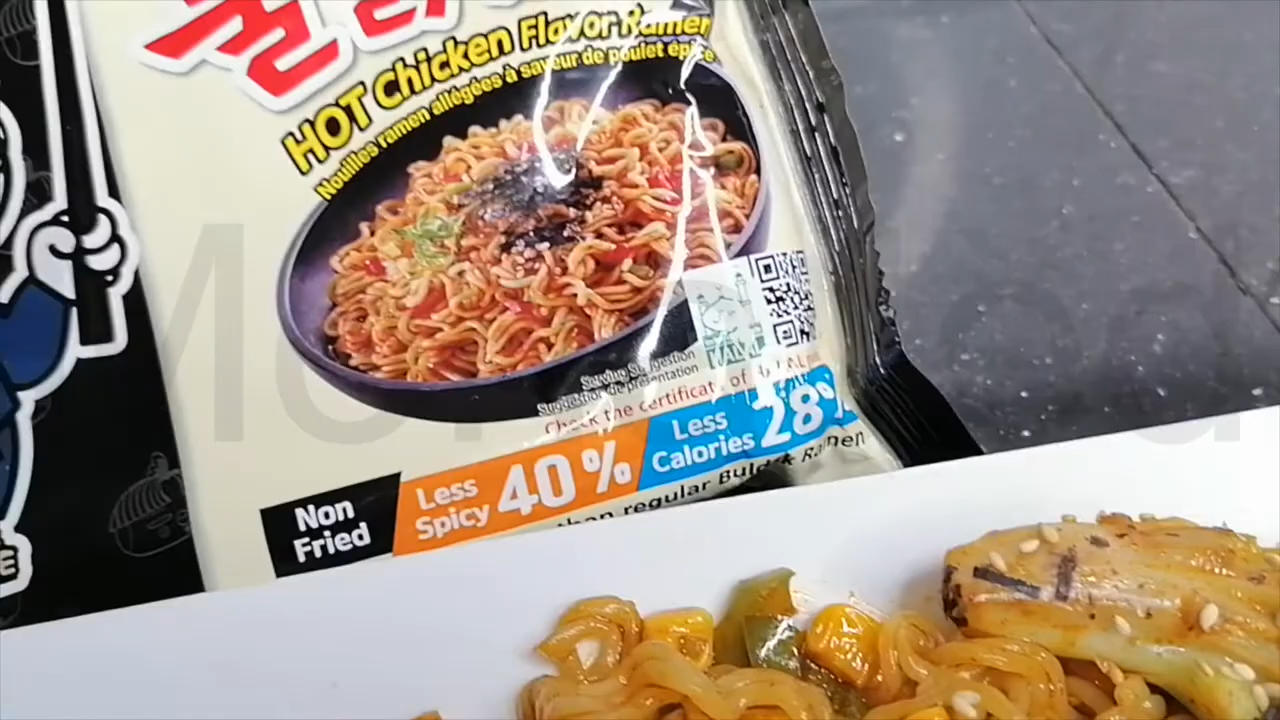 HOT Chicken Flavor Ramen
Nouilles ramen allégées à saveur de poulet épicé
HALAL
Serving Suggestion
Suggestion de présentation
Check the certificate of HALAL
Non
Fried
Less
Spicy
40%
Less
Calories
28%
than regular Buldak Ramen